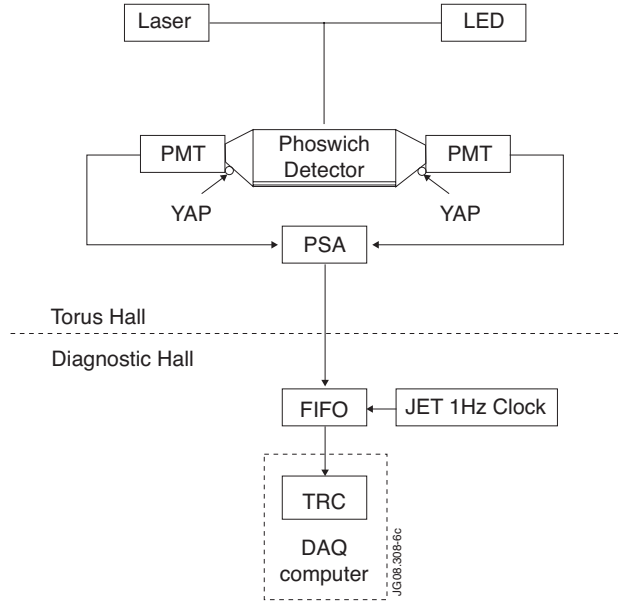 Laser
LED
PMT
Phoswich
Detector
PMT
YAP
YAP
PSA
Torus Hall
Diagnostic Hall
FIFO
JET 1Hz Clock
TRC
DAQ
computer
JG08.308-6c